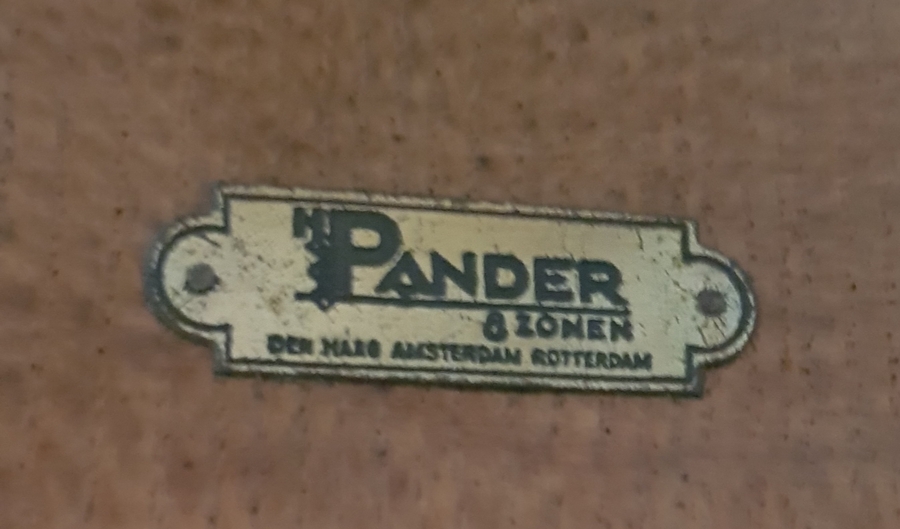 H PANDER
& ZONEN
DEN HAAG AMSTERDAM ROTTERDAM